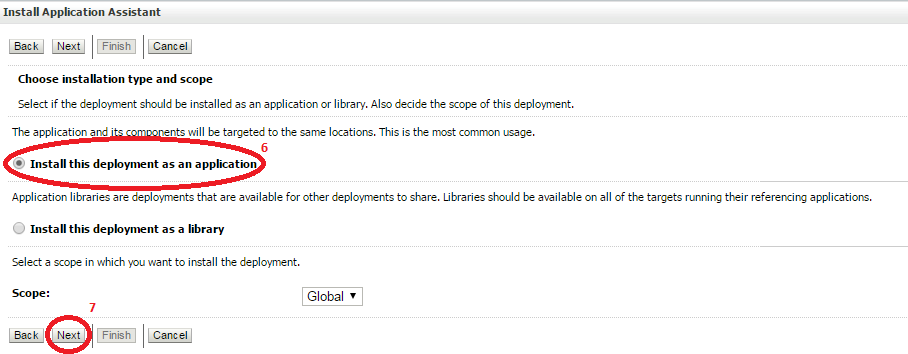 Install Application Assistant
Back Next Finish Cancel
Choose installation type and scope
Select if the deployment should be installed as an application or library. Also decide the scope of this deployment.
The application and its components will be targeted to the same locations. This is the most common usage.
6
Install this deployment as an application
Application libraries are deployments that are available for other deployments to share. Libraries should be available on all of the targets running their referencing applications.
Install this deployment as a library
Select a scope in which you want to install the deployment.
Scope: Global
7
Back Next Finish Cancel